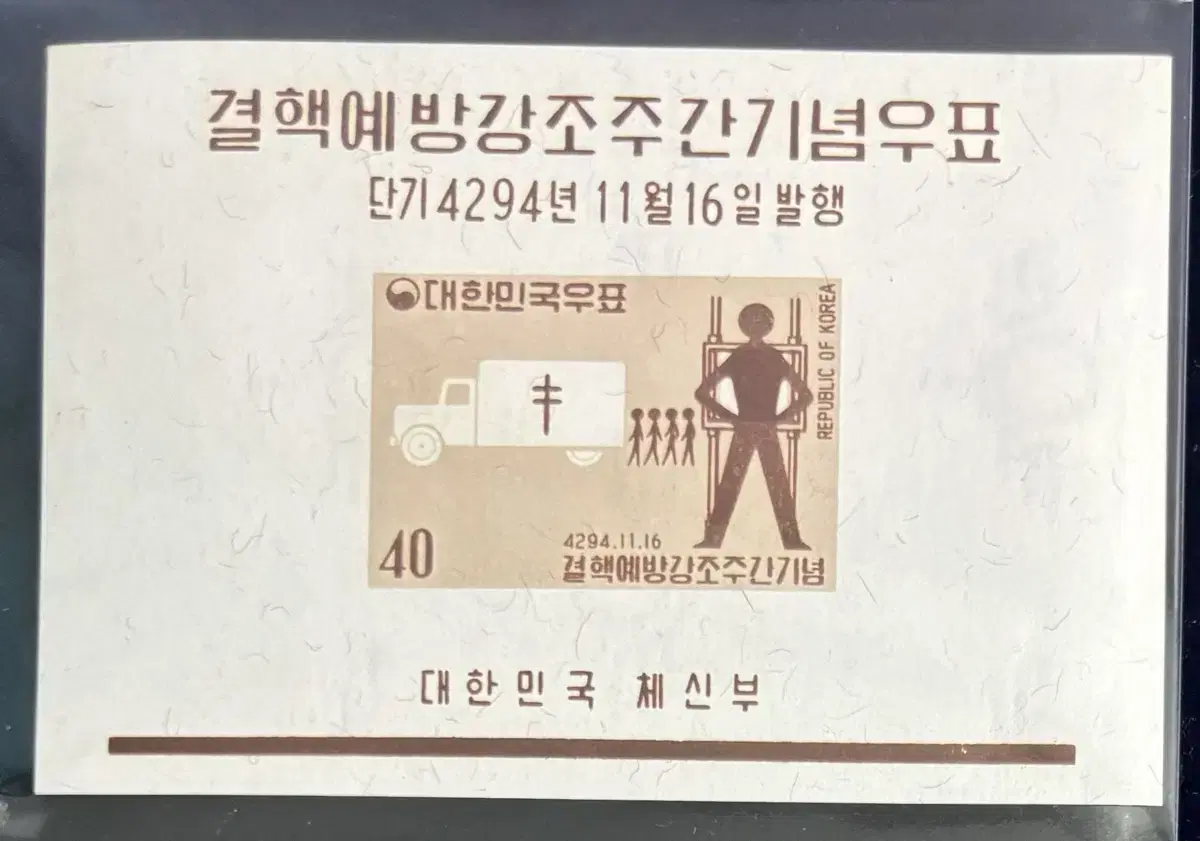 결핵예방강조주간기념우표
단기4294년 11월16일 발행
대한민국우표
REPUBLIC OF KOREA
40
4294.11.16
결핵예방강조주간기념
대한민국 체신부